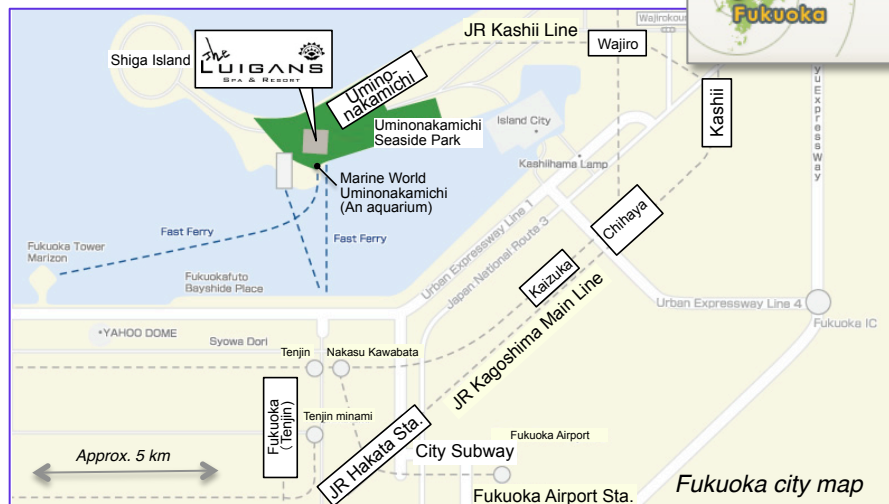 Fukuoka
Wajirokou
JR Kashii Line
Wajiro
Shiga Island
The
LUIGANS
SPA & RESORT
Umino-
nakamichi
Kashii
Uminonakamichi
Seaside Park
Island City
Kashiihama Lamp
Marine World
Uminonakamichi
(An aquarium)
Chihaya
Fast Ferry
Fast Ferry
Urban Expressway Line 1
Japan National Route 3
Fukuoka Tower
Marizon
Fukuokafuto
Bayside Place
Kaizuka
JR Kagoshima Main Line
Urban Expressway Line 4
Fukuoka IC
•YAHOO DOME
Syowa Dori
Tenjin
Nakasu Kawabata
Fukuoka
(Tenjin)
Tenjin minami
JR Hakata Sta.
Fukuoka Airport
City Subway
Approx. 5 km
Fukuoka Airport Sta.
Fukuoka city map